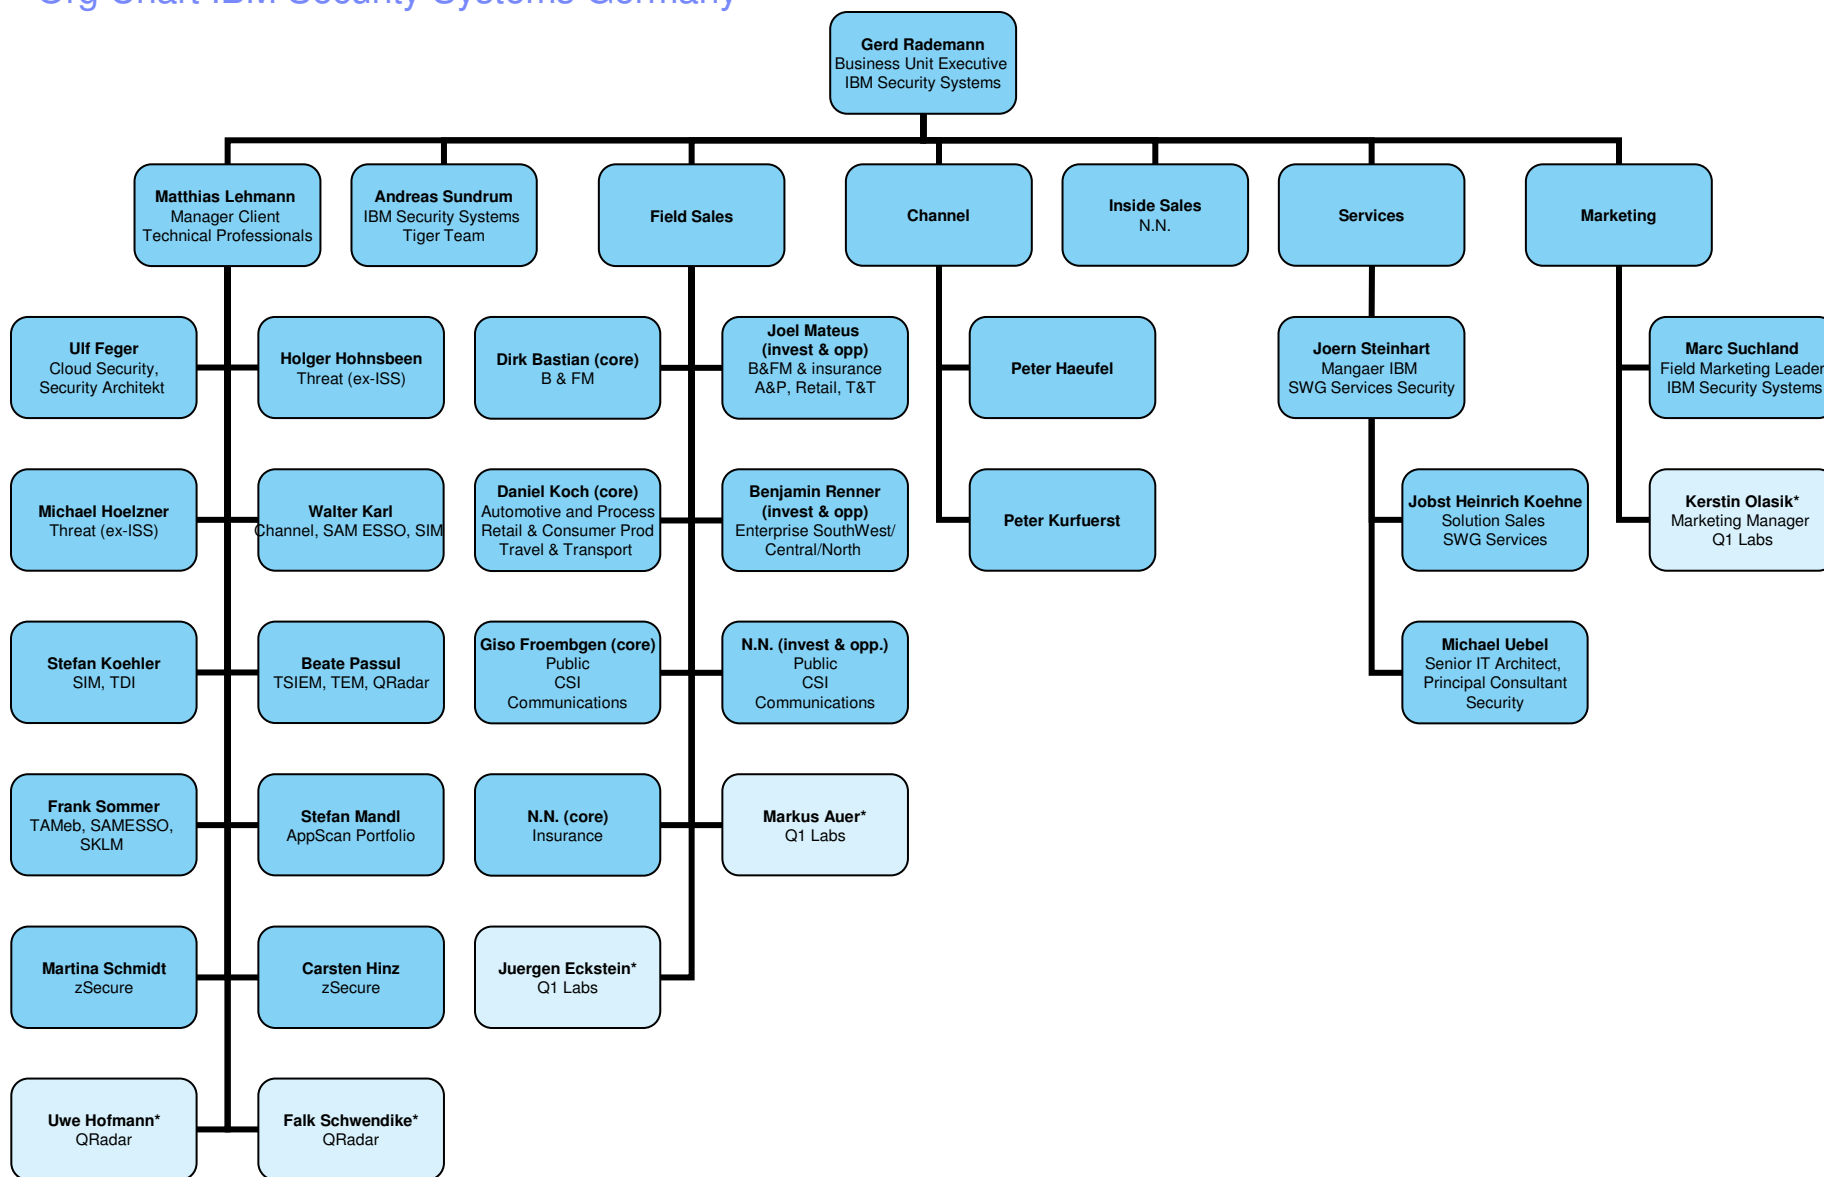 Org Chart IBM Security Systems Germany
Gerd Rademann
Business Unit Executive
IBM Security Systems
Matthias Lehmann
Manager Client
Technical Professionals
Andreas Sundrum
IBM Security Systems
Tiger Team
Field Sales
Channel
Inside Sales
N.N.
Services
Marketing
Ulf Feger
Cloud Security,
Security Architekt
Holger Hohnsbeen
Threat (ex-ISS)
Dirk Bastian (core)
B & FM
Joel Mateus
(invest & opp)
B&FM & insurance
A&P, Retail, T&T
Peter Haeufel
Joern Steinhart
Mangaer IBM
SWG Services Security
Marc Suchland
Field Marketing Leader
IBM Security Systems
Michael Hoelzner
Threat (ex-ISS)
Walter Karl
Channel, SAM ESSO, SIM
Daniel Koch (core)
Automotive and Process
Retail & Consumer Prod
Travel & Transport
Benjamin Renner
(invest & opp)
Enterprise SouthWest/
Central/North
Peter Kurfuerst
Jobst Heinrich Koehne
Solution Sales
SWG Services
Kerstin Olasik*
Marketing Manager
Q1 Labs
Stefan Koehler
SIM, TDI
Beate Passul
TSIEM, TEM, QRadar
Giso Froembgen (core)
Public
CSI
Communications
N.N. (invest & opp.)
Public
CSI
Communications
Michael Uebel
Senior IT Architect,
Principal Consultant
Security
Frank Sommer
TAMeb, SAMESSO,
SKLM
Stefan Mandl
AppScan Portfolio
N.N. (core)
Insurance
Markus Auer*
Q1 Labs
Martina Schmidt
zSecure
Carsten Hinz
zSecure
Juergen Eckstein*
Q1 Labs
Uwe Hofmann*
QRadar
Falk Schwendike*
QRadar